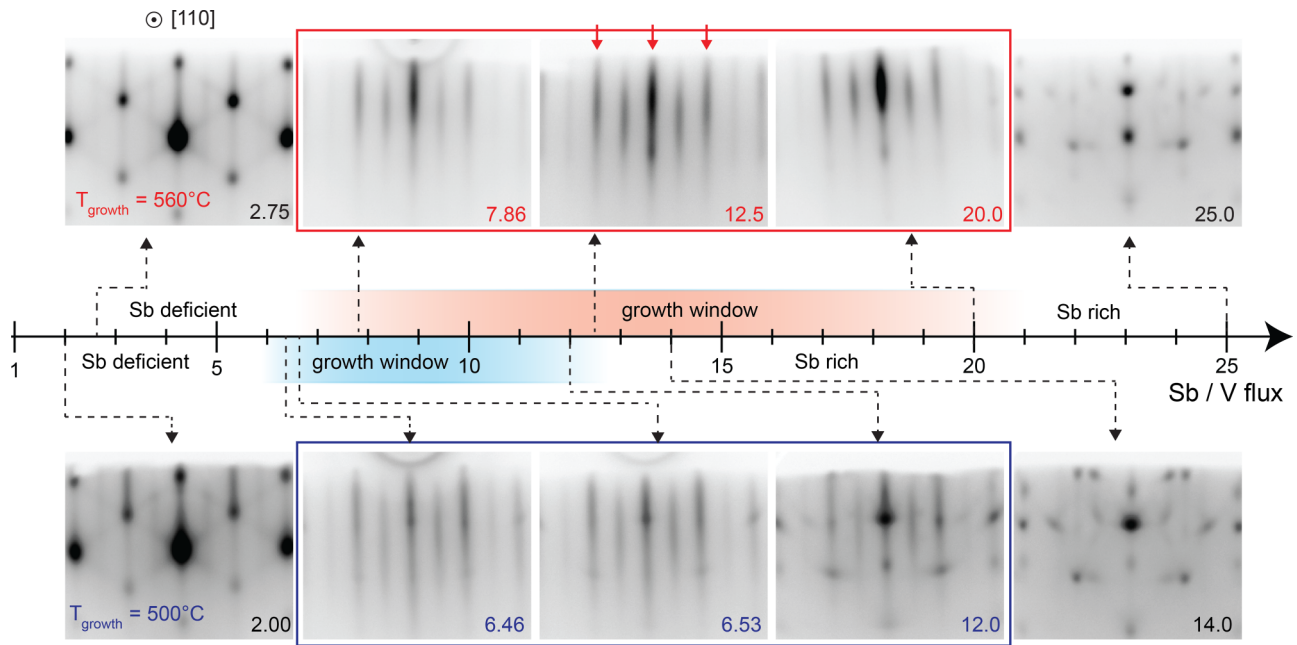 ⊙ [110]
T growth = 560°C
2.75
7.86
12.5
20.0
25.0
Sb deficient
growth window
Sb rich
1
5
10
15
20
25
Sb deficient
growth window
Sb rich
Sb / V flux
T growth = 500°C
2.00
6.46
6.53
12.0
14.0